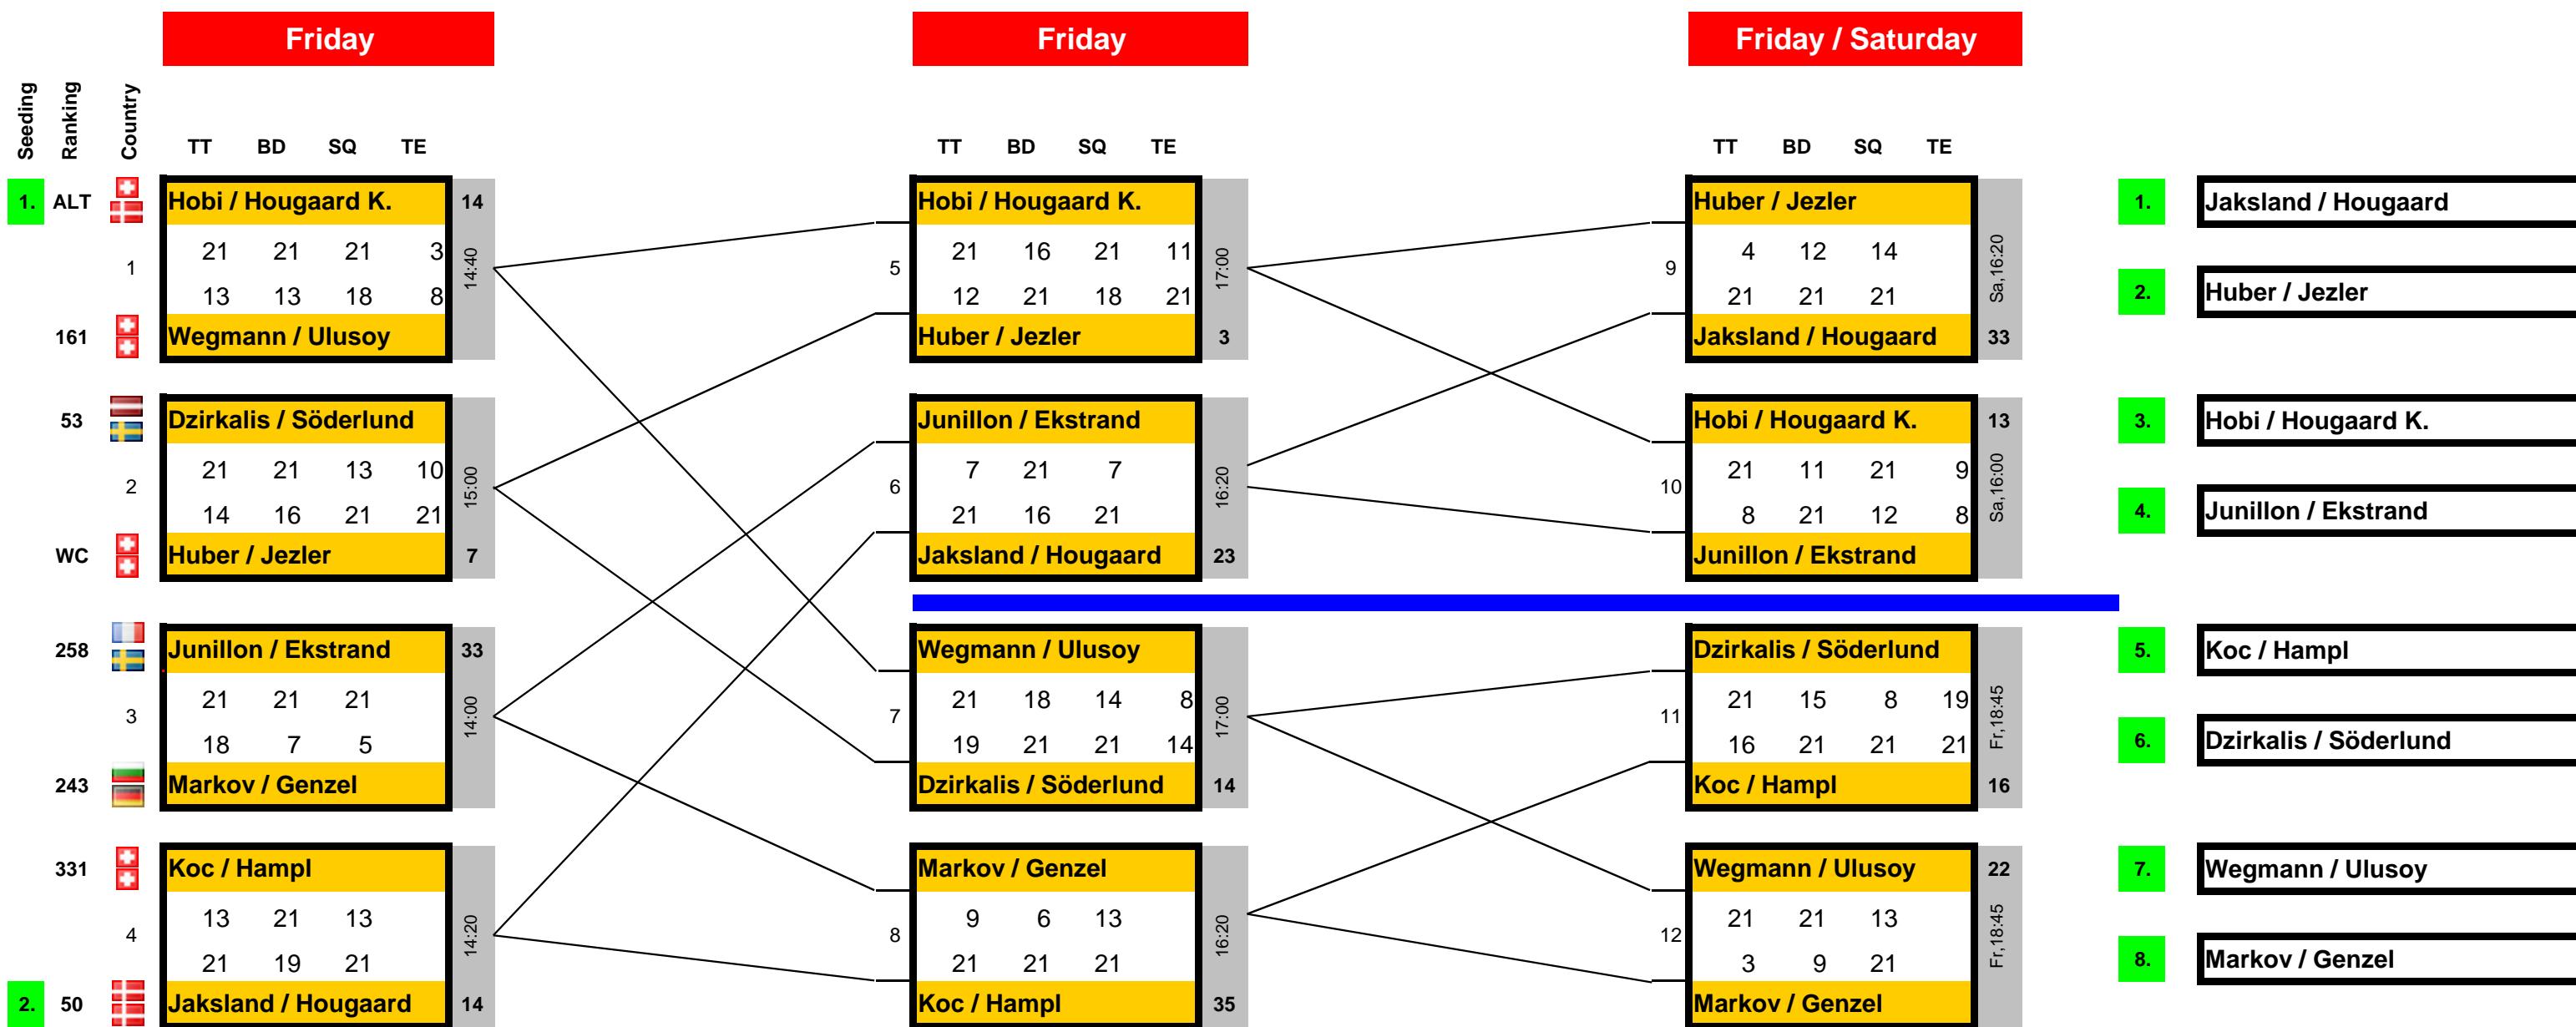 Friday Friday Friday / Saturday
Seeding Ranking Country
TT BD SQ TE TT BD SQ TE TT BD SQ TE
1. ALT Hobi / Hougaard K. 14 Hobi / Hougaard K. Huber / Jezler 1. Jaksland / Hougaard
21 21 21 3 21 16 21 11 4 12 14
1 14:40 5 17:00 9 Sa,16:20
13 13 18 8 12 21 18 21 21 21 21 2. Huber / Jezler
161 Wegmann / Ulusoy Huber / Jezler 3 Jaksland / Hougaard 33
53 Dzirkalis / Söderlund Junillon / Ekstrand Hobi / Hougaard K. 13 3. Hobi / Hougaard K.
21 21 13 10 7 21 7 21 11 21 9
2 15:00 6 16:20 10 Sa,16:00
14 16 21 21 21 16 21 8 21 12 8 4. Junillon / Ekstrand
WC Huber / Jezler 7 Jaksland / Hougaard 23 Junillon / Ekstrand
258 Junillon / Ekstrand 33 Wegmann / Ulusoy Dzirkalis / Söderlund 5. Koc / Hampl
21 21 21 21 18 14 8 21 15 8 19
3 14:00 7 17:00 11 Fr,18:45
18 7 5 19 21 21 14 16 21 21 21 6. Dzirkalis / Söderlund
243 Markov / Genzel Dzirkalis / Söderlund 14 Koc / Hampl 16
331 Koc / Hampl Markov / Genzel Wegmann / Ulusoy 22 7. Wegmann / Ulusoy
13 21 13 9 6 13 21 21 13
4 14:20 8 16:20 12 Fr,18:45
21 19 21 21 21 21 3 9 21 8. Markov / Genzel
2. 50 Jaksland / Hougaard 14 Koc / Hampl 35 Markov / Genzel